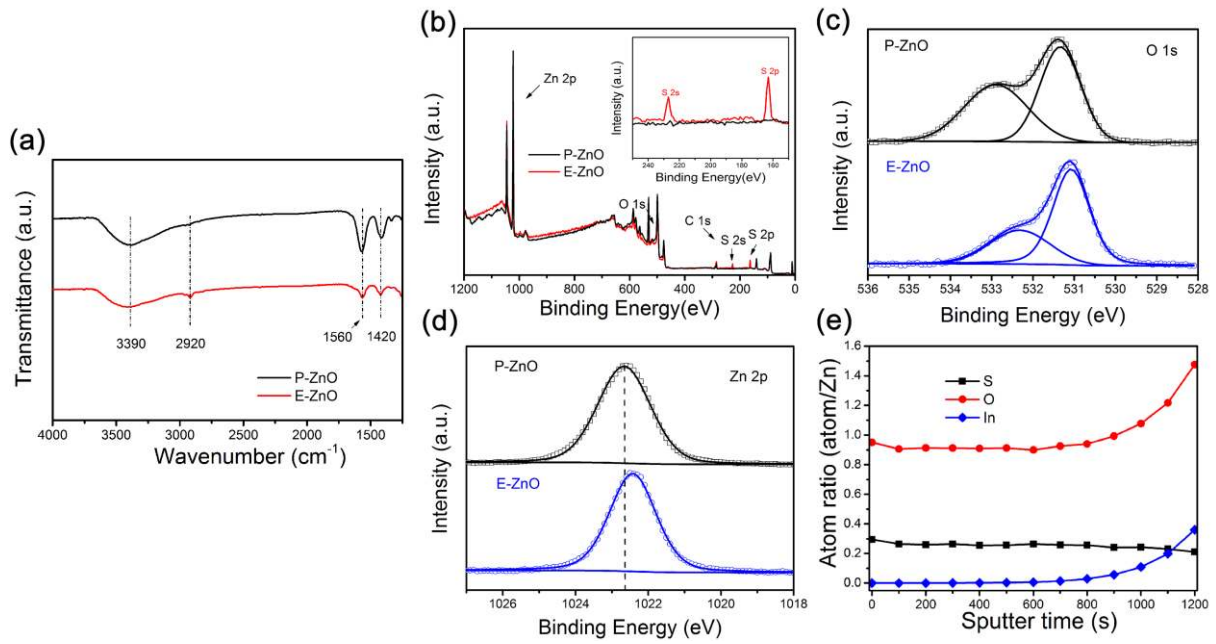 (a)
Transmittance (a.u.)
3390
2920
1560
1420
P-ZnO
E-ZnO
4000 3500 3000 2500 2000 1500
Wavenumber (cm⁻¹)
(b)
Intensity (a.u.)
Zn 2p
P-ZnO
E-ZnO
O 1s
C 1s
S 2s
S 2p
1200 1000 800 600 400 200 0
Binding Energy(eV)
Intensity (a.u.)
S 2s
S 2p
240 220 200 180 160
Binding Energy(eV)
(c)
P-ZnO
O 1s
E-ZnO
Intensity (a.u.)
536 535 534 533 532 531 530 529 528
Binding Energy (eV)
(d)
P-ZnO
Zn 2p
E-ZnO
Intensity (a.u.)
1026 1024 1022 1020 1018
Binding Energy (eV)
(e)
Atom ratio (atom/Zn)
1.6
1.4
1.2
1.0
0.8
0.6
0.4
0.2
0.0
S
O
In
0 200 400 600 800 1000 1200
Sputter time (s)